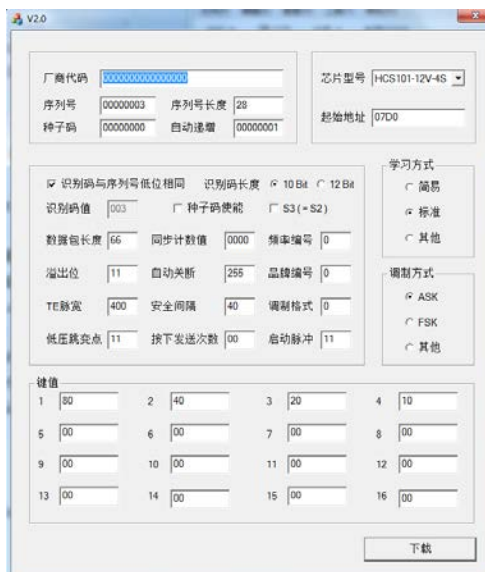 V2.0
厂商代码 0000000000000000
序列号 00000003 序列号长度 28
种子码 00000000 自动递增 00000001
芯片型号 HCS101-12V-4S
起始地址 07D0
识别码与序列号低位相同 识别码长度 10 Bit 12 Bit
识别码值 003 种子码使能 S3 ( = S2 )
数据包长度 66 同步计数值 0000 频率编号 0
溢出位 11 自动关断 255 品牌编号 0
TE脉宽 400 安全间隔 40 调制格式 0
低压跳变点 11 按下发送次数 00 启动脉冲 11
学习方式
简易
标准
其他
调制方式
ASK
FSK
其他
键值
1 80 2 40 3 20 4 10
5 00 6 00 7 00 8 00
9 00 10 00 11 00 12 00
13 00 14 00 15 00 16 00
下载